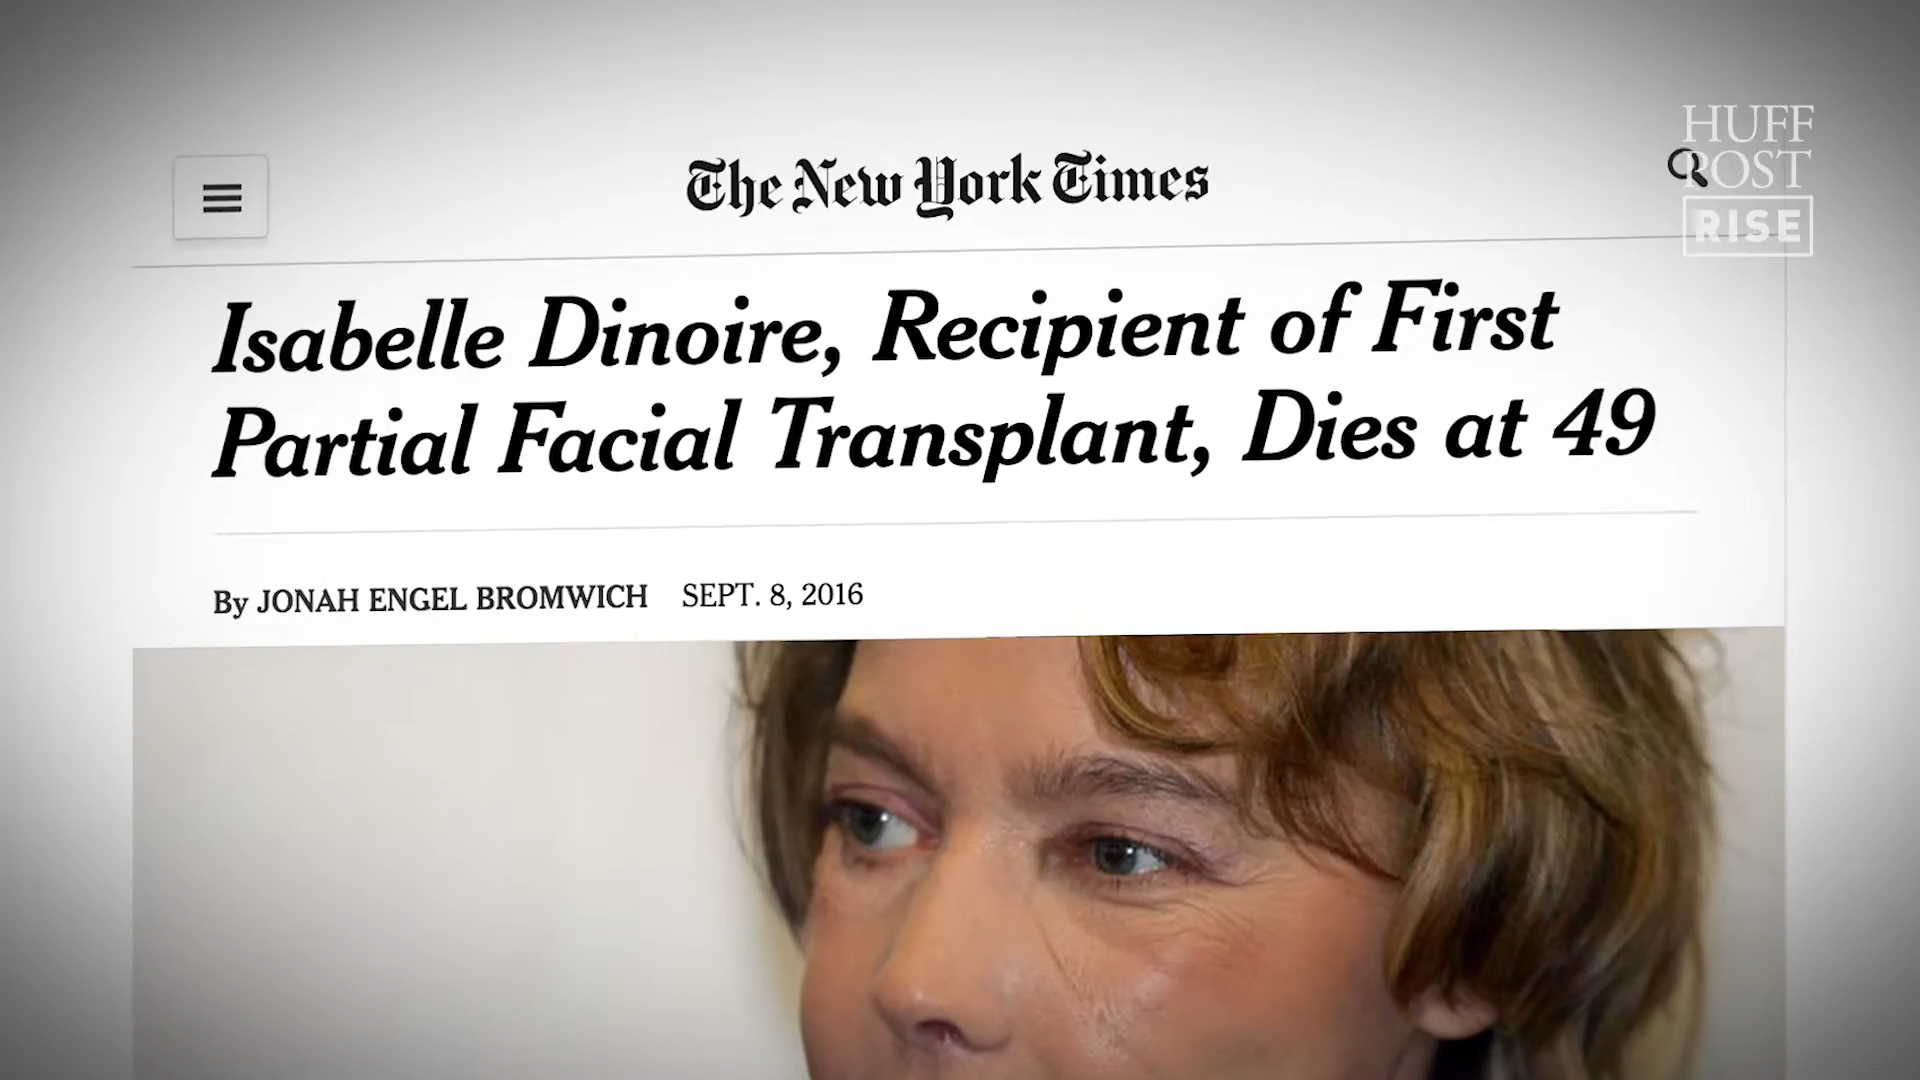 The New York Times
HUFF
POST
RISE
Isabelle Dinoire, Recipient of First
Partial Facial Transplant, Dies at 49
By JONAH ENGEL BROMWICH SEPT. 8, 2016